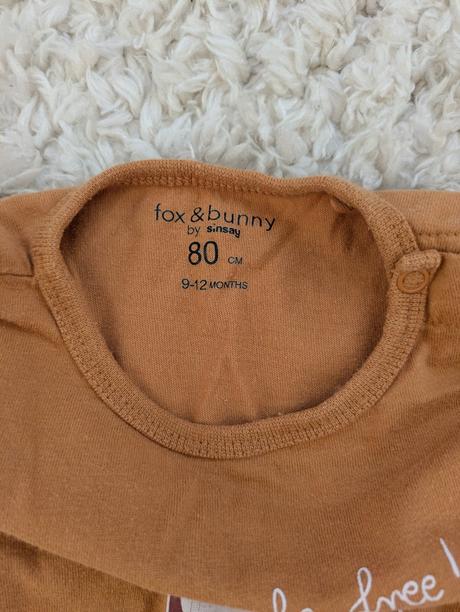 fox & bunny
by sinsay
80 CM
9-12 MONTHS
free!